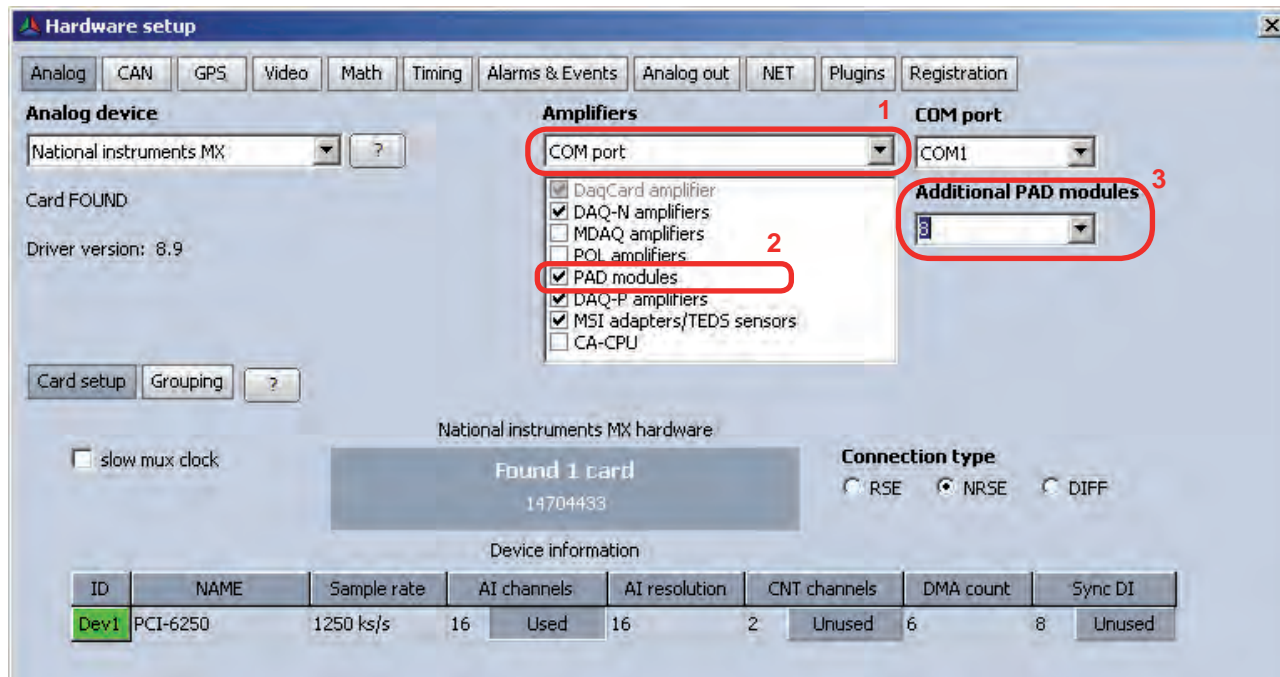 Hardware setup
Analog CAN GPS Video Math Timing Alarms & Events Analog out NET Plugins Registration
Analog device
National instruments MX ?
Card FOUND
Driver version: 8.9
Amplifiers 1
COM port
DaqCard amplifier
DAQ-N amplifiers
MDAQ amplifiers
POL amplifiers
2
PAD modules
DAQ-P amplifiers
MSI adapters/TEDS sensors
CA-CPU
COM port
COM1
Additional PAD modules 3
8
Card setup Grouping ?
National instruments MX hardware
slow mux clock
Found 1 card
14704433
Connection type
RSE NRSE DIFF
Device information
ID NAME Sample rate AI channels AI resolution CNT channels DMA count Sync DI
Dev1 PCI-6250 1250 ks/s 16 Used 16 2 Unused 6 8 Unused